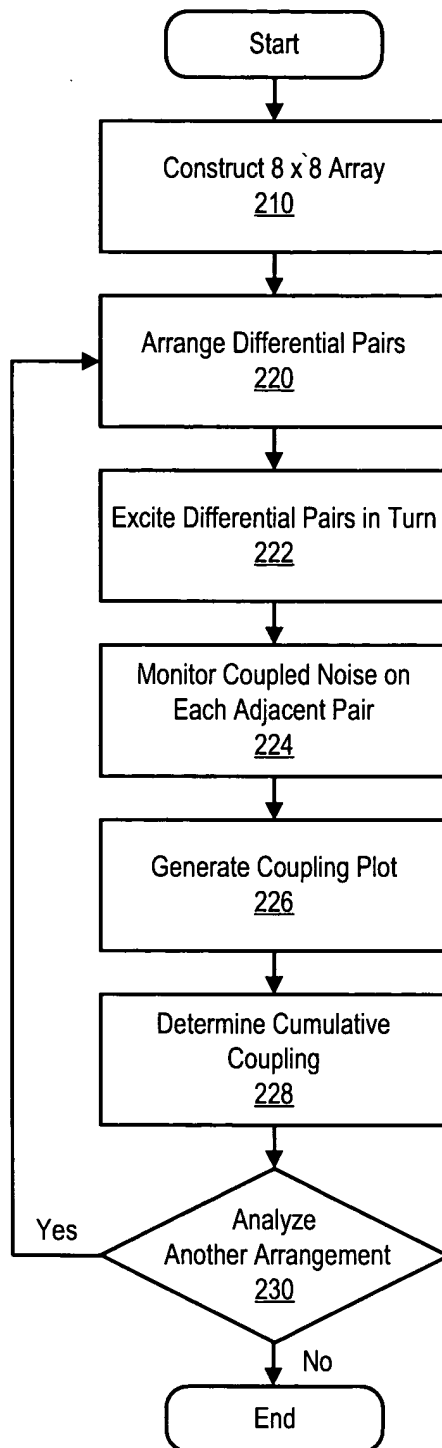 Start
Construct 8 x 8 Array
210
Arrange Differential Pairs
220
Excite Differential Pairs in Turn
222
Monitor Coupled Noise on
Each Adjacent Pair
224
Generate Coupling Plot
226
Determine Cumulative
Coupling
228
Yes
Analyze
Another Arrangement
230
No
End